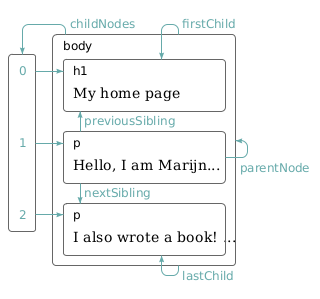 childNodes firstChild
body
0 h1
My home page
previousSibling
1 p
Hello, I am Marijn...
parentNode
nextSibling
2 p
I also wrote a book! ...
lastChild